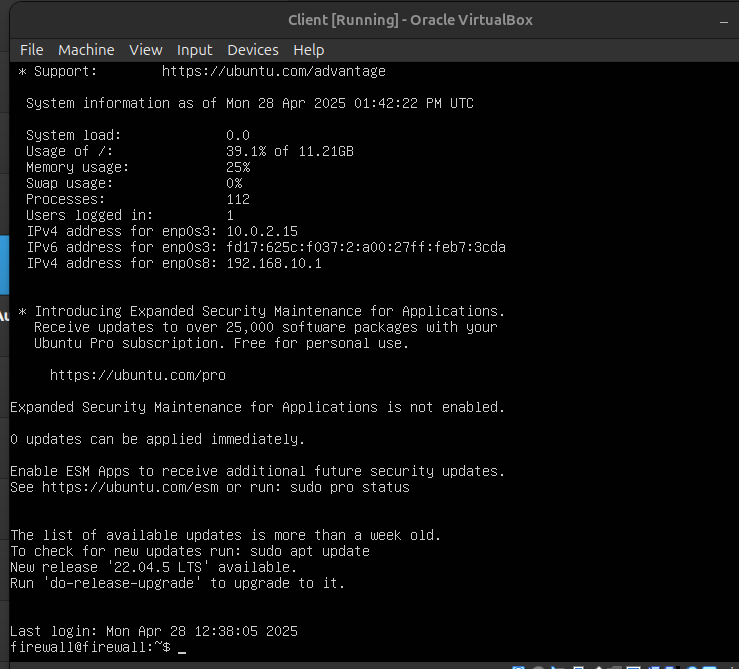 Client [Running] - Oracle VirtualBox
File Machine View Input Devices Help
* Support: https://ubuntu.com/advantage
System information as of Mon 28 Apr 2025 01:42:22 PM UTC
System load: 0.0
Usage of /: 39.1% of 11.21GB
Memory usage: 25%
Swap usage: 0%
Processes: 112
Users logged in: 1
IPv4 address for enp0s3: 10.0.2.15
IPv6 address for enp0s3: fd17:625c:f037:2:a00:27ff:feb7:3cda
IPv4 address for enp0s8: 192.168.10.1
* Introducing Expanded Security Maintenance for Applications.
Receive updates to over 25,000 software packages with your
Ubuntu Pro subscription. Free for personal use.
https://ubuntu.com/pro
Expanded Security Maintenance for Applications is not enabled.
0 updates can be applied immediately.
Enable ESM Apps to receive additional future security updates.
See https://ubuntu.com/esm or run: sudo pro status
The list of available updates is more than a week old.
To check for new updates run: sudo apt update
New release '22.04.5 LTS' available.
Run 'do-release-upgrade' to upgrade to it.
Last login: Mon Apr 28 12:38:05 2025
firewall@firewall:~$ _